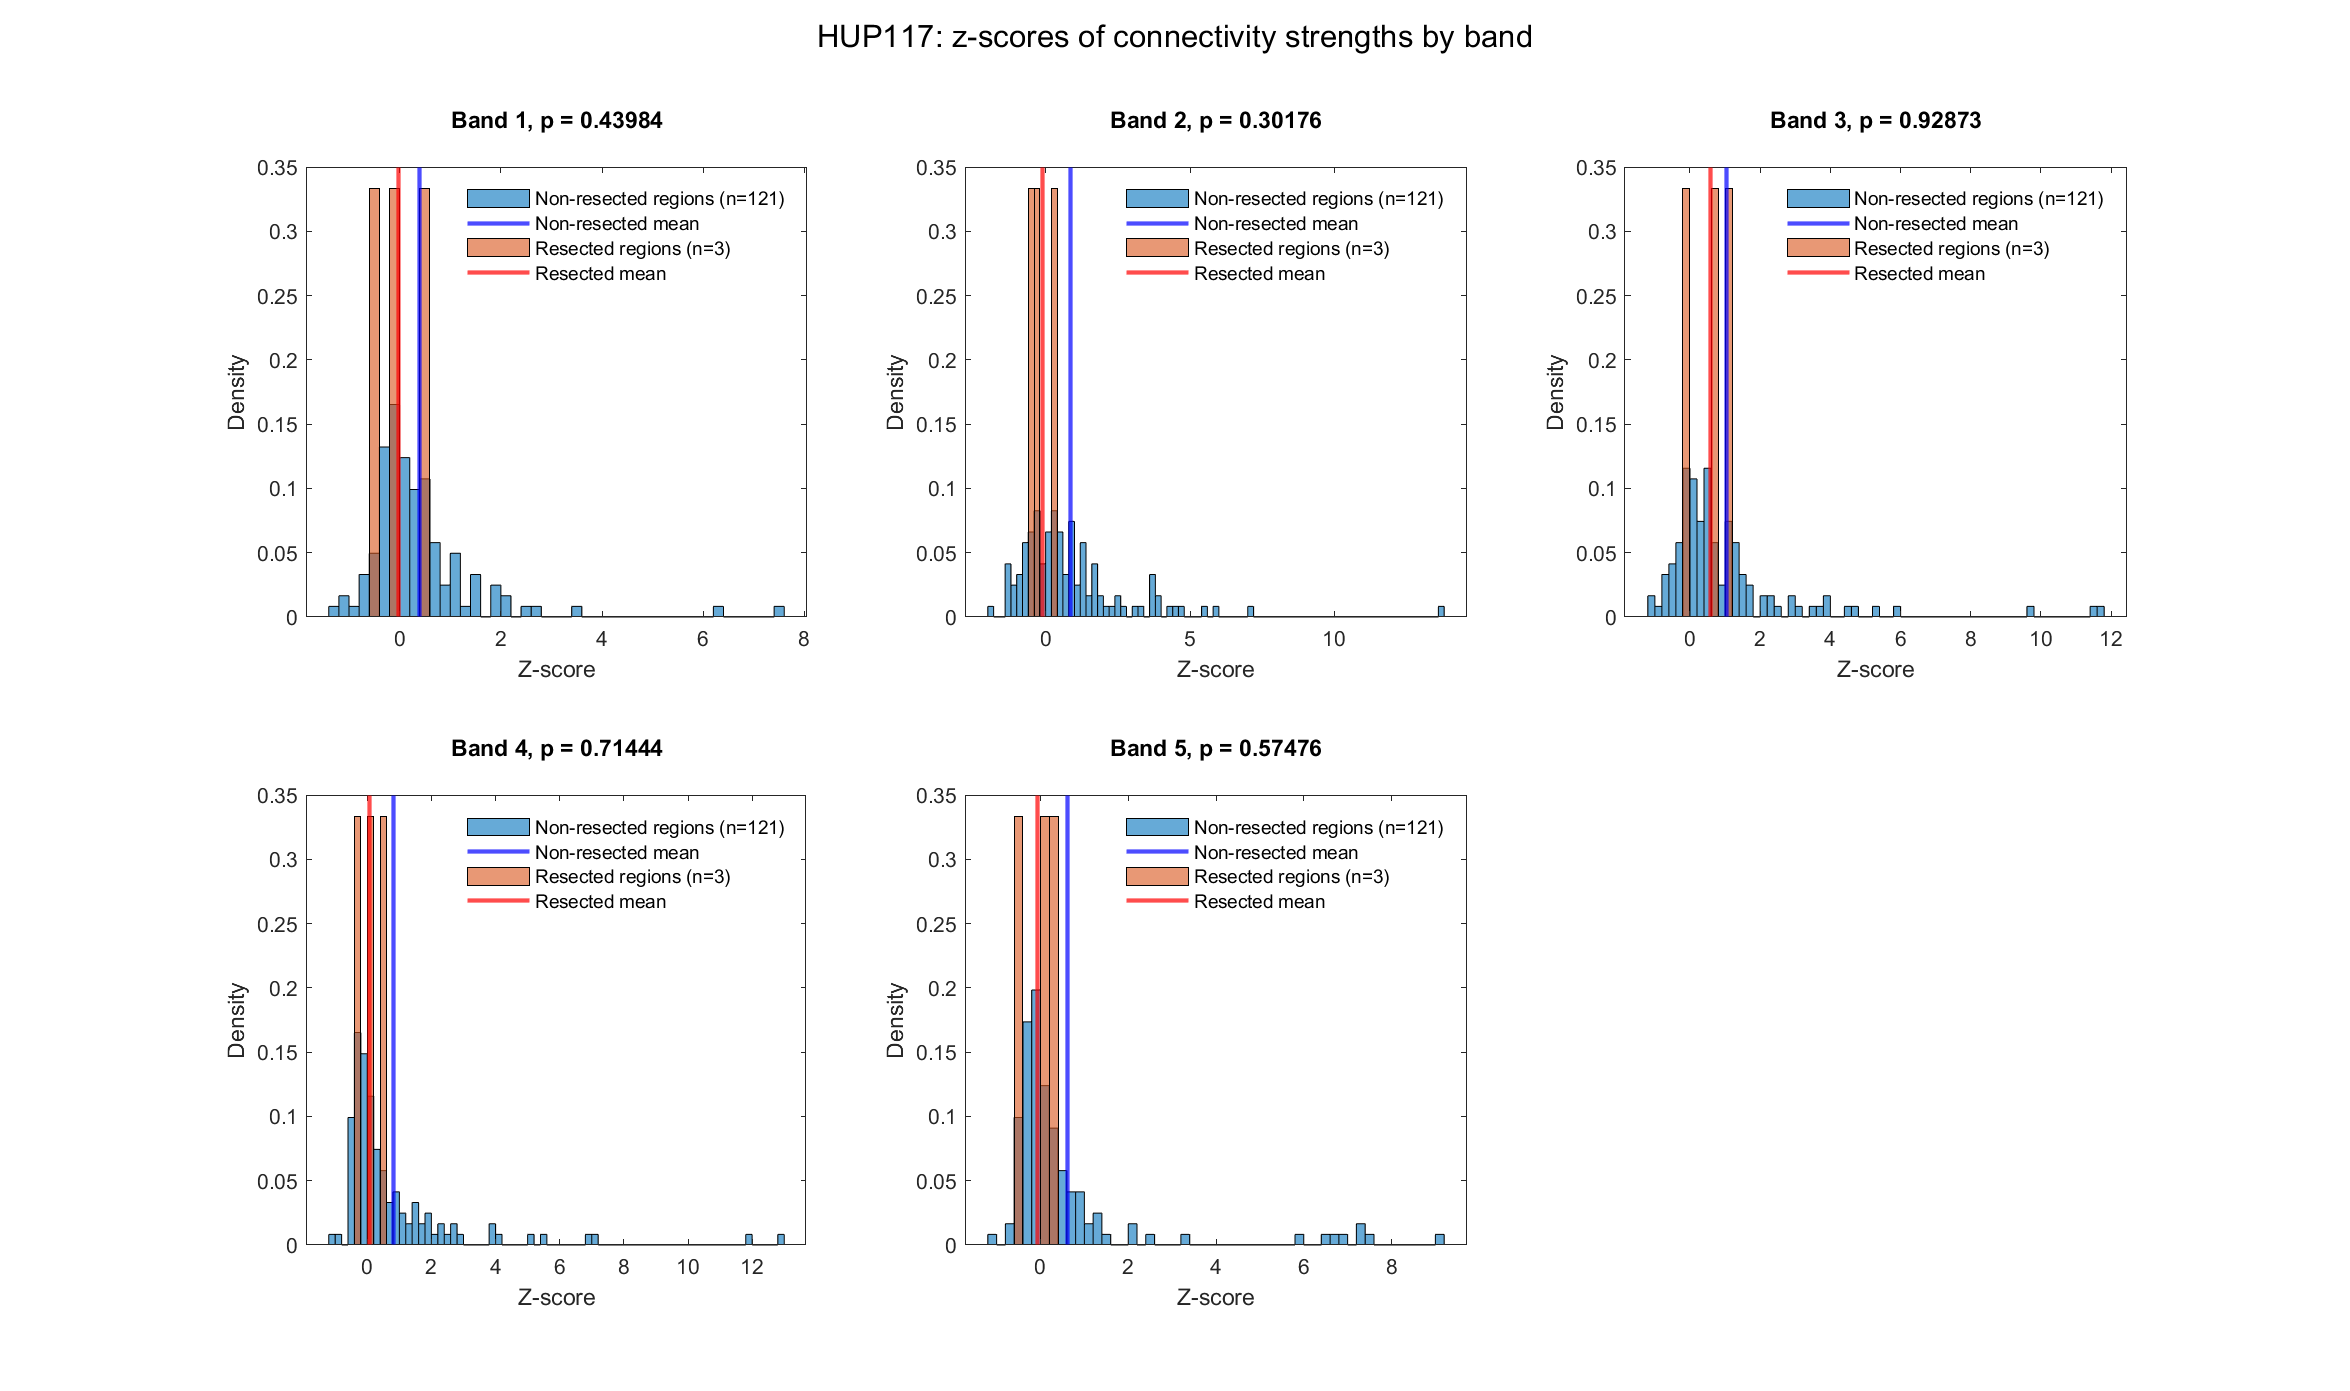 HUP117: z-scores of connectivity strengths by band
Band 1, p = 0.43984
0.35
0.3
0.25
0.2
0.15
0.1
0.05
0
Density
Non-resected regions (n=121)
Non-resected mean
Resected regions (n=3)
Resected mean
0 2 4 6 8
Z-score
Band 2, p = 0.30176
0.35
0.3
0.25
0.2
0.15
0.1
0.05
0
Density
Non-resected regions (n=121)
Non-resected mean
Resected regions (n=3)
Resected mean
0 5 10
Z-score
Band 3, p = 0.92873
0.35
0.3
0.25
0.2
0.15
0.1
0.05
0
Density
Non-resected regions (n=121)
Non-resected mean
Resected regions (n=3)
Resected mean
0 2 4 6 8 10 12
Z-score
Band 4, p = 0.71444
0.35
0.3
0.25
0.2
0.15
0.1
0.05
0
Density
Non-resected regions (n=121)
Non-resected mean
Resected regions (n=3)
Resected mean
0 2 4 6 8 10 12
Z-score
Band 5, p = 0.57476
0.35
0.3
0.25
0.2
0.15
0.1
0.05
0
Density
Non-resected regions (n=121)
Non-resected mean
Resected regions (n=3)
Resected mean
0 2 4 6 8
Z-score